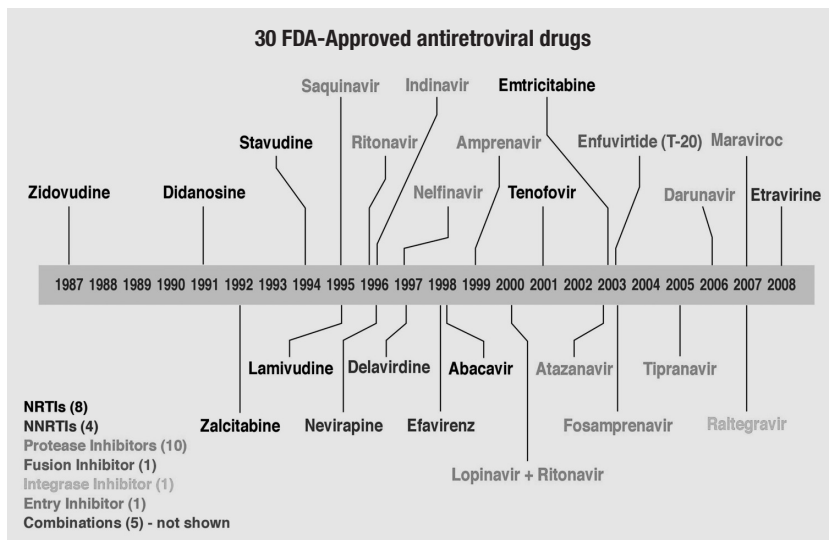 30 FDA-Approved antiretroviral drugs
Saquinavir Indinavir Emtricitabine
Stavudine Ritonavir Amprenavir Enfuvirtide (T-20) Maraviroc
Zidovudine Didanosine Nelfinavir Tenofovir Darunavir Etravirine
1987 1988 1989 1990 1991 1992 1993 1994 1995 1996 1997 1998 1999 2000 2001 2002 2003 2004 2005 2006 2007 2008
Lamivudine Delavirdine Abacavir Atazanavir Tipranavir
Zalcitabine Nevirapine Efavirenz Fosamprenavir Raltegravir
Lopinavir + Ritonavir
NRTIs (8)
NNRTIs (4)
Protease Inhibitors (10)
Fusion Inhibitor (1)
Integrase Inhibitor (1)
Entry Inhibitor (1)
Combinations (5) - not shown